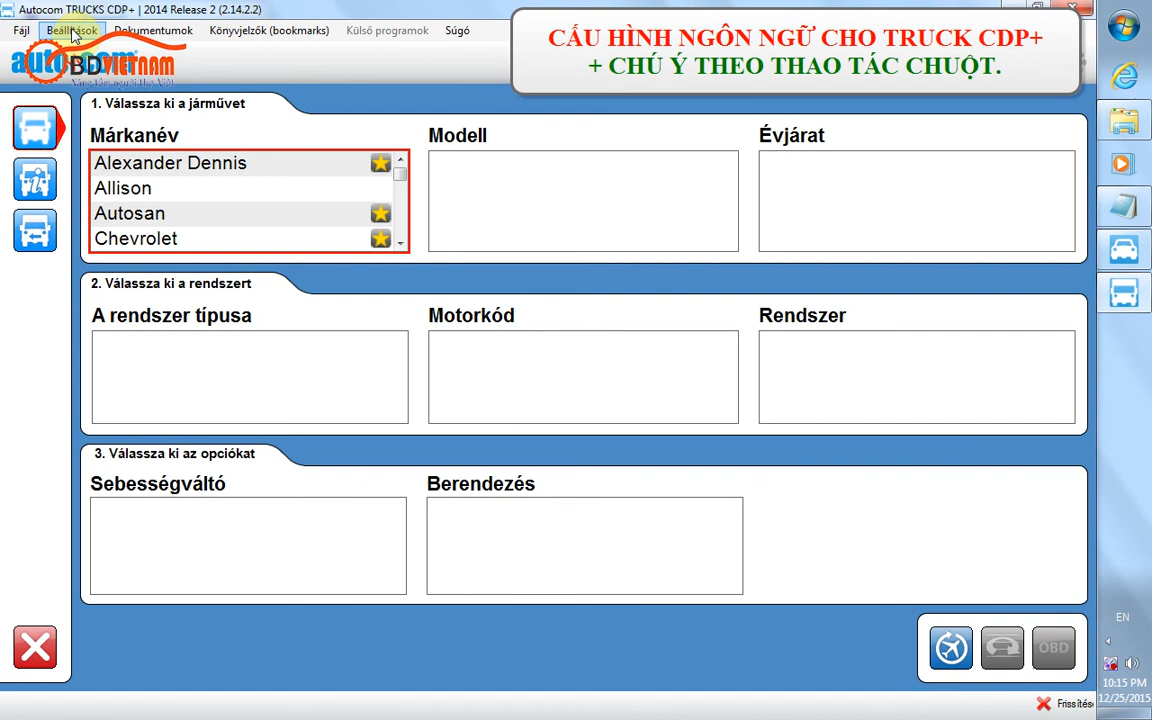 Autocom TRUCKS CDP+ | 2014 Release 2 (2.14.2.2)
Fájl Beállítások Dokumentumok Könyvjelzők (bookmarks) Külső programok Súgó
CẤU HÌNH NGÔN NGỮ CHO TRUCK CDP+
+ CHÚ Ý THEO THAO TÁC CHUỘT.
BDVIETNAM
1. Válassza ki a járművet
Márkanév Modell Évjárat
Alexander Dennis
Allison
Autosan
Chevrolet
2. Válassza ki a rendszert
A rendszer típusa Motorkód Rendszer
3. Válassza ki az opciókat
Sebességváltó Berendezés
OBD
EN
10:15 PM
12/25/2015